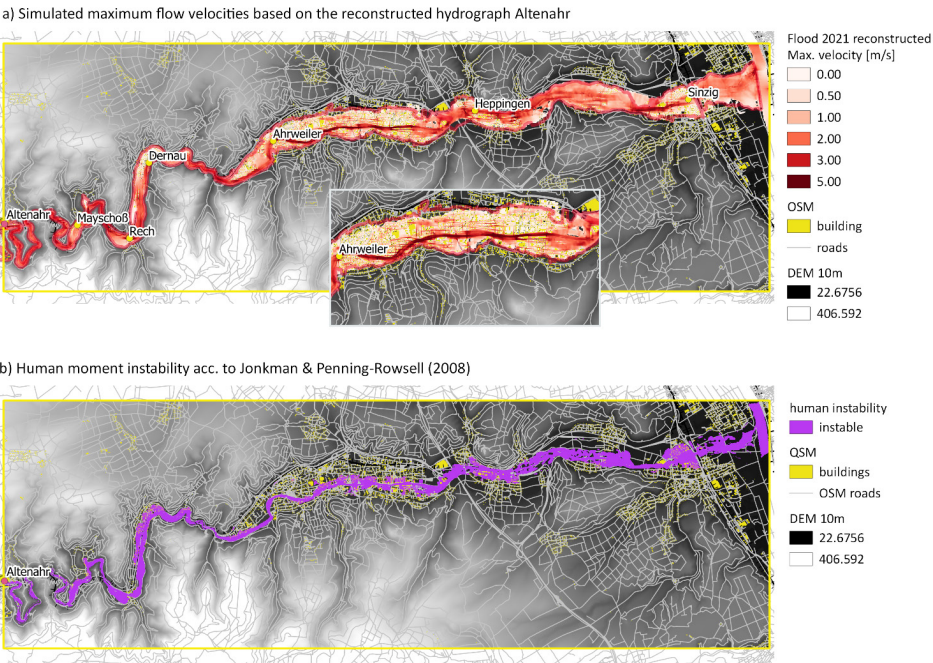 a) Simulated maximum flow velocities based on the reconstructed hydrograph Altenahr
Flood 2021 reconstructed
Max. velocity [m/s]
0.00
0.50
1.00
2.00
3.00
5.00
OSM
building
roads
DEM 10m
22.6756
406.592
Sinzig
Heppingen
Ahrweiler
Dernau
Altenahr
Mayschoß
Rech
Ahrweiler
b) Human moment instability acc. to Jonkman & Penning-Rowsell (2008)
human instability
instable
QSM
buildings
OSM roads
DEM 10m
22.6756
406.592
Altenahr